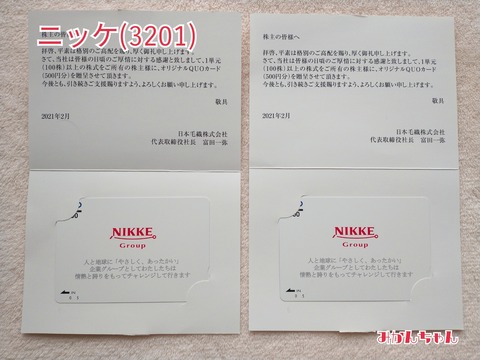 ニッケ(3201)
株主の皆
拝啓、平素は格別のご高配を賜り、厚く御礼申し上げます。
さて、当社は皆様の日頃のご厚情に対する感謝と致しまして、1単元
(100株)以上の株式をご所有の株主様に、オリジナルQUOカード
(500円分)を贈呈させて頂きます。
今後とも、引き続きご支援賜りますよう、よろしくお願い申し上げます。
敬具
2021年2月
日本毛織株式会社
代表取締役社長 富田一弥
NIKKE
Group
人と地球に「やさしく、あったかい」
企業グループとしてわたしたちは
情熱と誇りをもってチャレンジして行きます
株主の皆様へ
拝啓、平素は格別のご高配を賜り、厚く御礼申し上げます。
さて、当社は皆様の日頃のご厚情に対する感謝と致しまして、1単元
(100株)以上の株式をご所有の株主様に、オリジナルQUOカード
(500円分)を贈呈させて頂きます。
今後とも、引き続きご支援賜りますよう、よろしくお願い申し上げます。
敬具
2021年2月
日本毛織株式会社
代表取締役社長 富田一弥
NIKKE
Group
人と地球に「やさしく、あったかい」
企業グループとしてわたしたちは
情熱と誇りをもってチャレンジして行きます
みかんちゃん